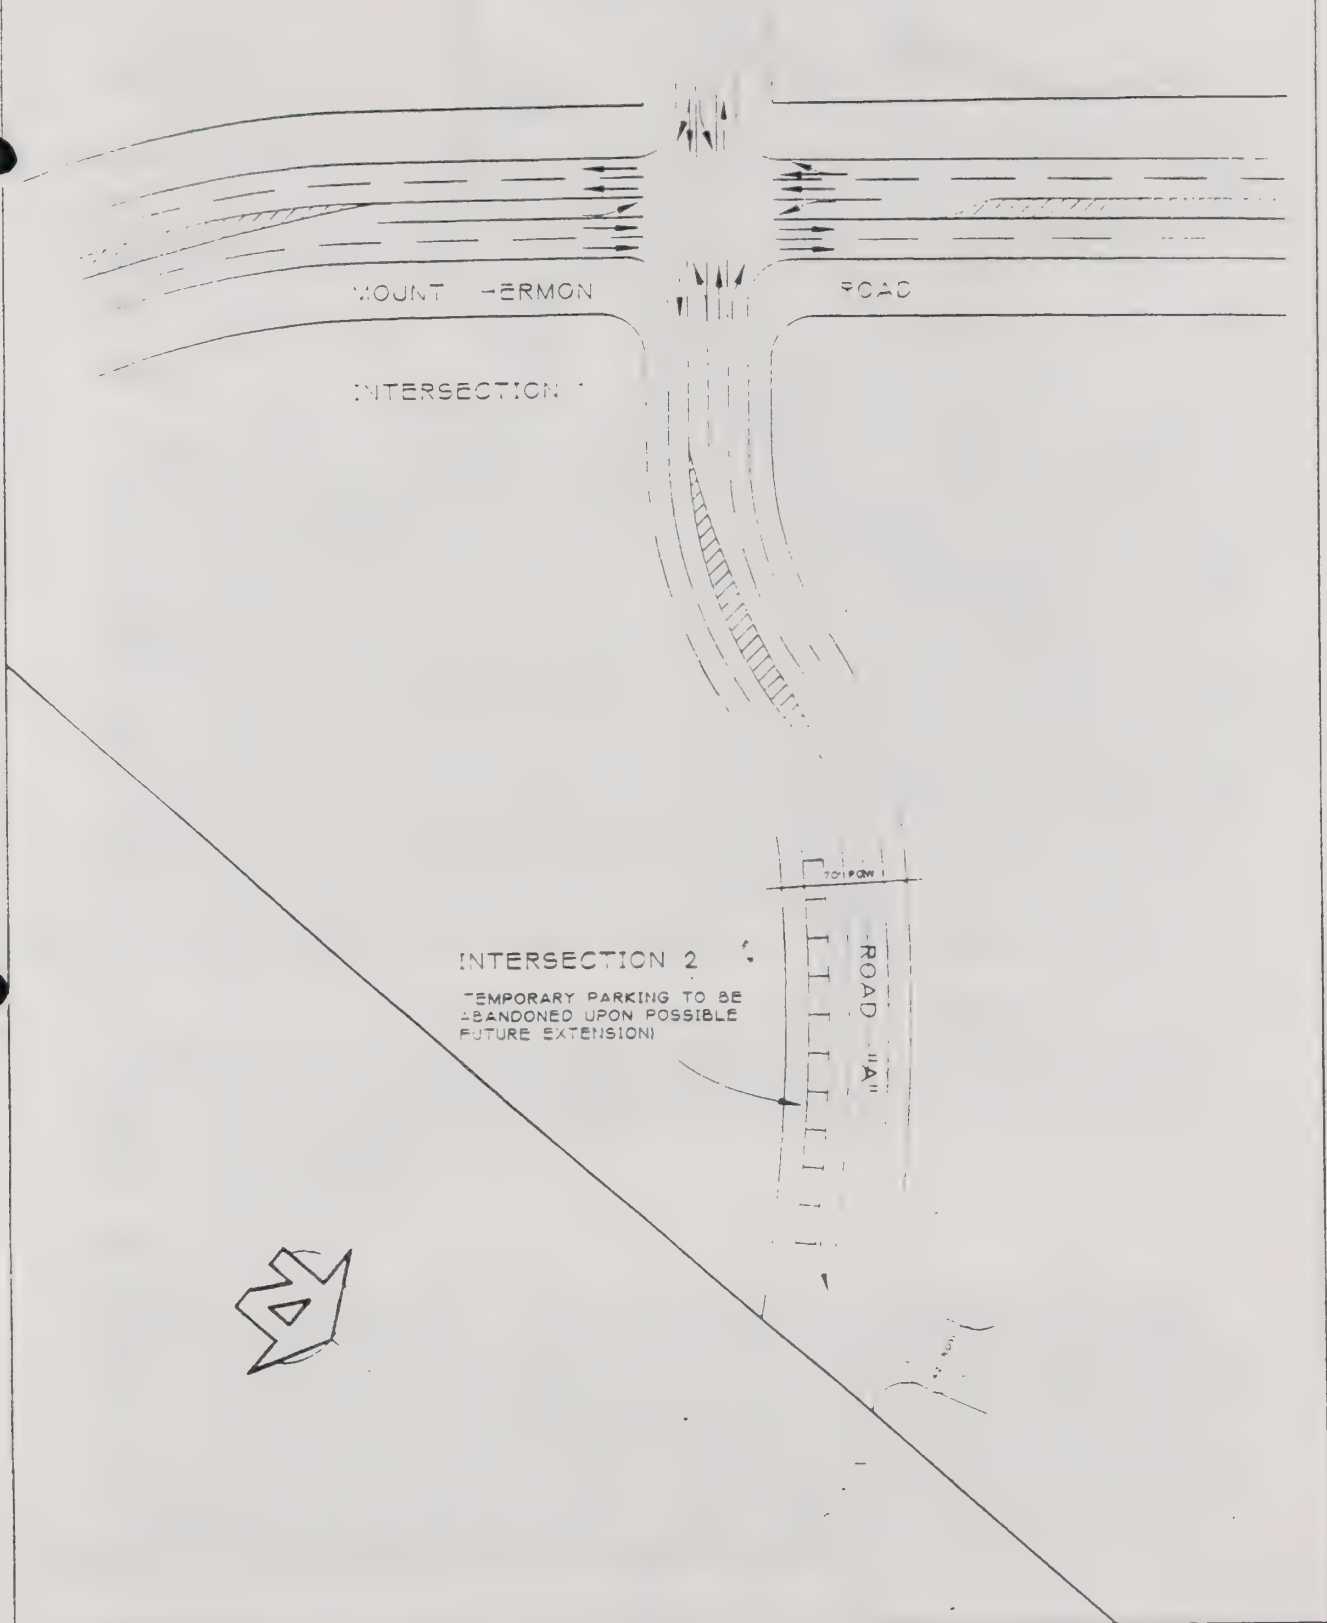 MOUNT HERMON ROAD
INTERSECTION 1
70' ROW
INTERSECTION 2
TEMPORARY PARKING TO BE
ABANDONED UPON POSSIBLE
FUTURE EXTENSION)
ROAD "A"